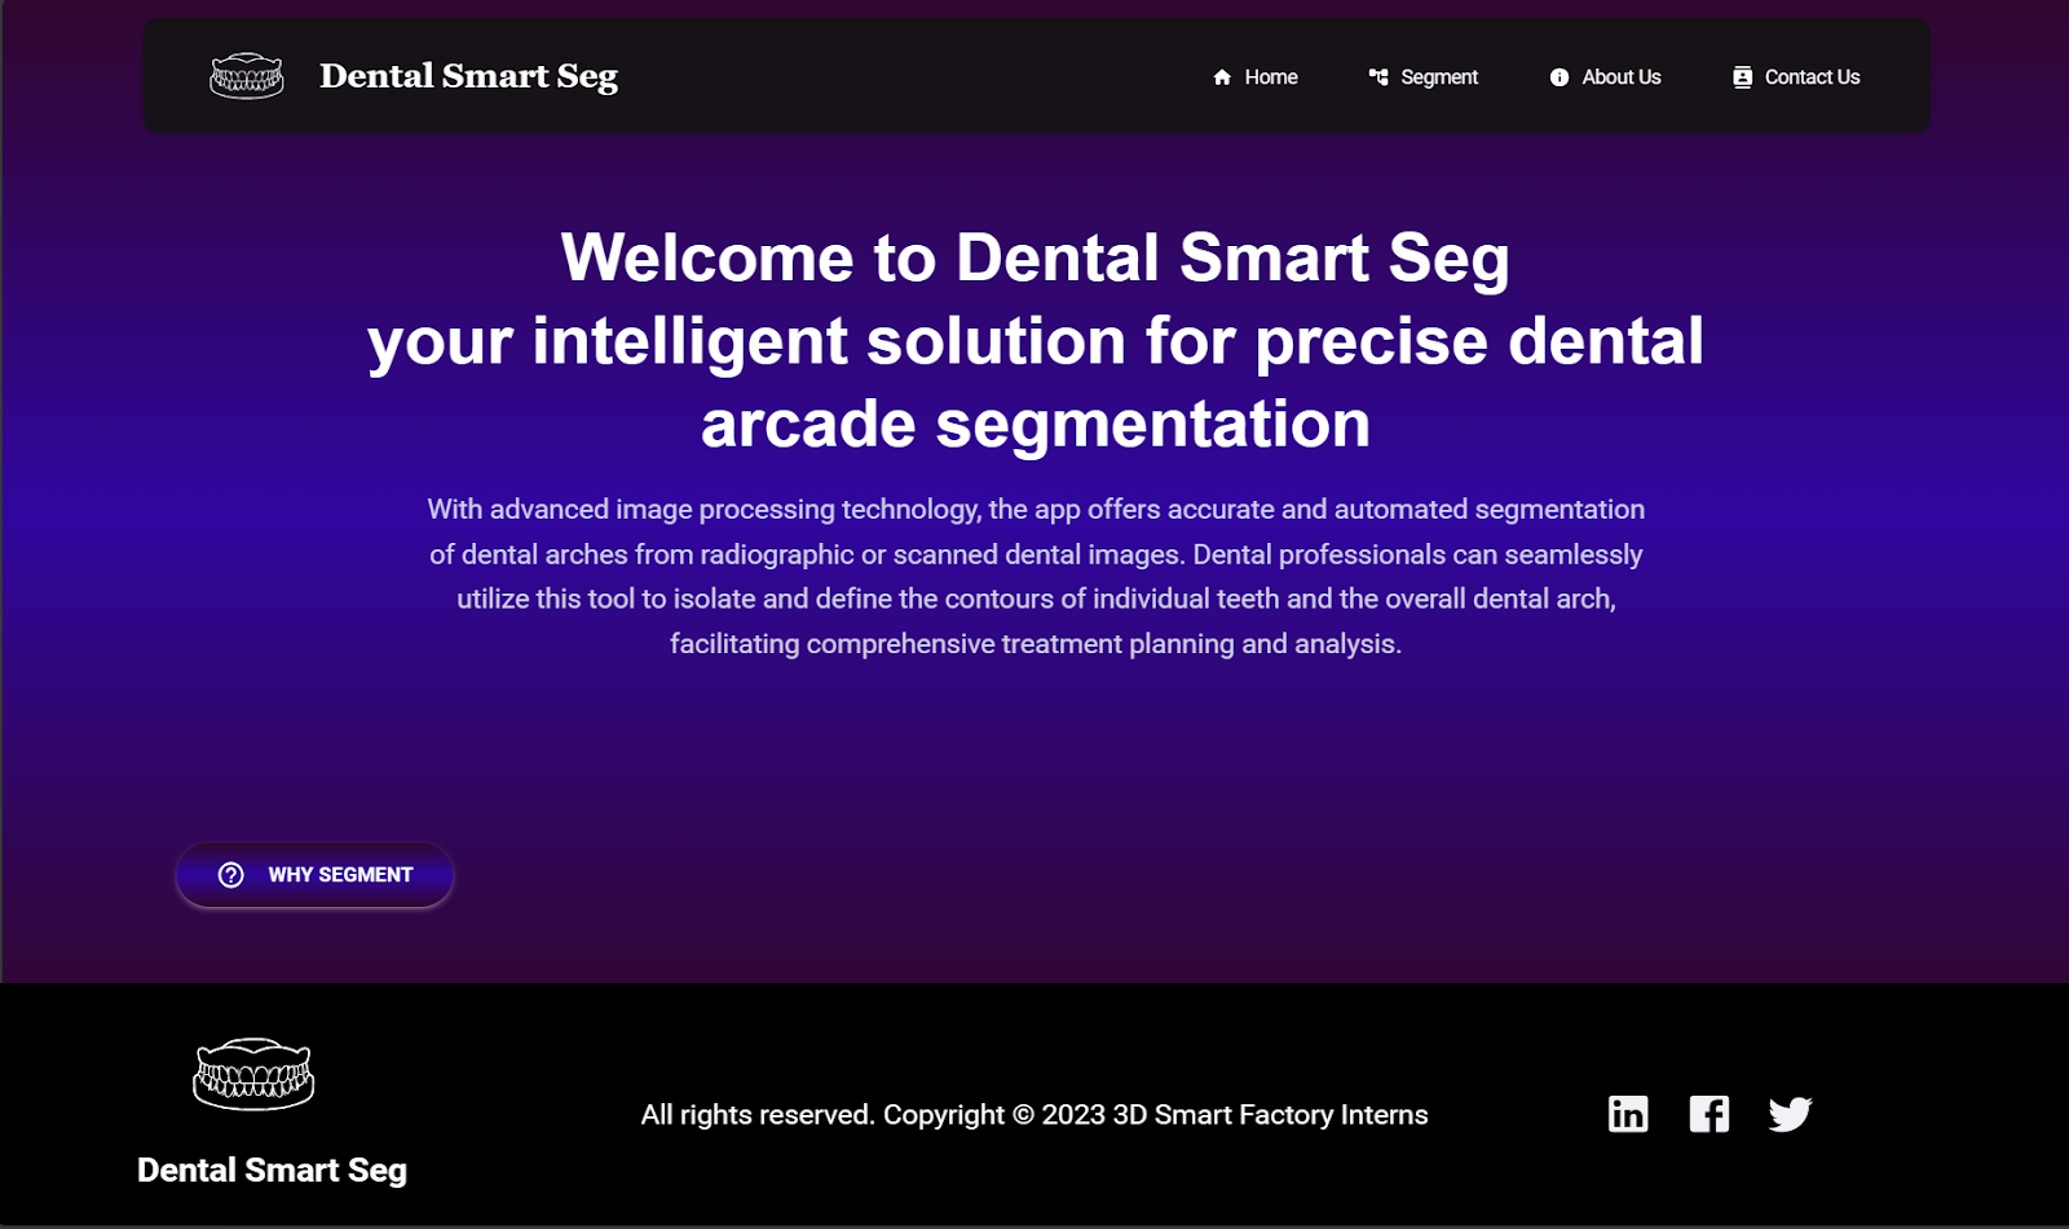 Dental Smart Seg
Home
Segment
About Us
Contact Us
Welcome to Dental Smart Seg
your intelligent solution for precise dental
arcade segmentation
With advanced image processing technology, the app offers accurate and automated segmentation
of dental arches from radiographic or scanned dental images. Dental professionals can seamlessly
utilize this tool to isolate and define the contours of individual teeth and the overall dental arch,
facilitating comprehensive treatment planning and analysis.
WHY SEGMENT
Dental Smart Seg
All rights reserved. Copyright © 2023 3D Smart Factory Interns